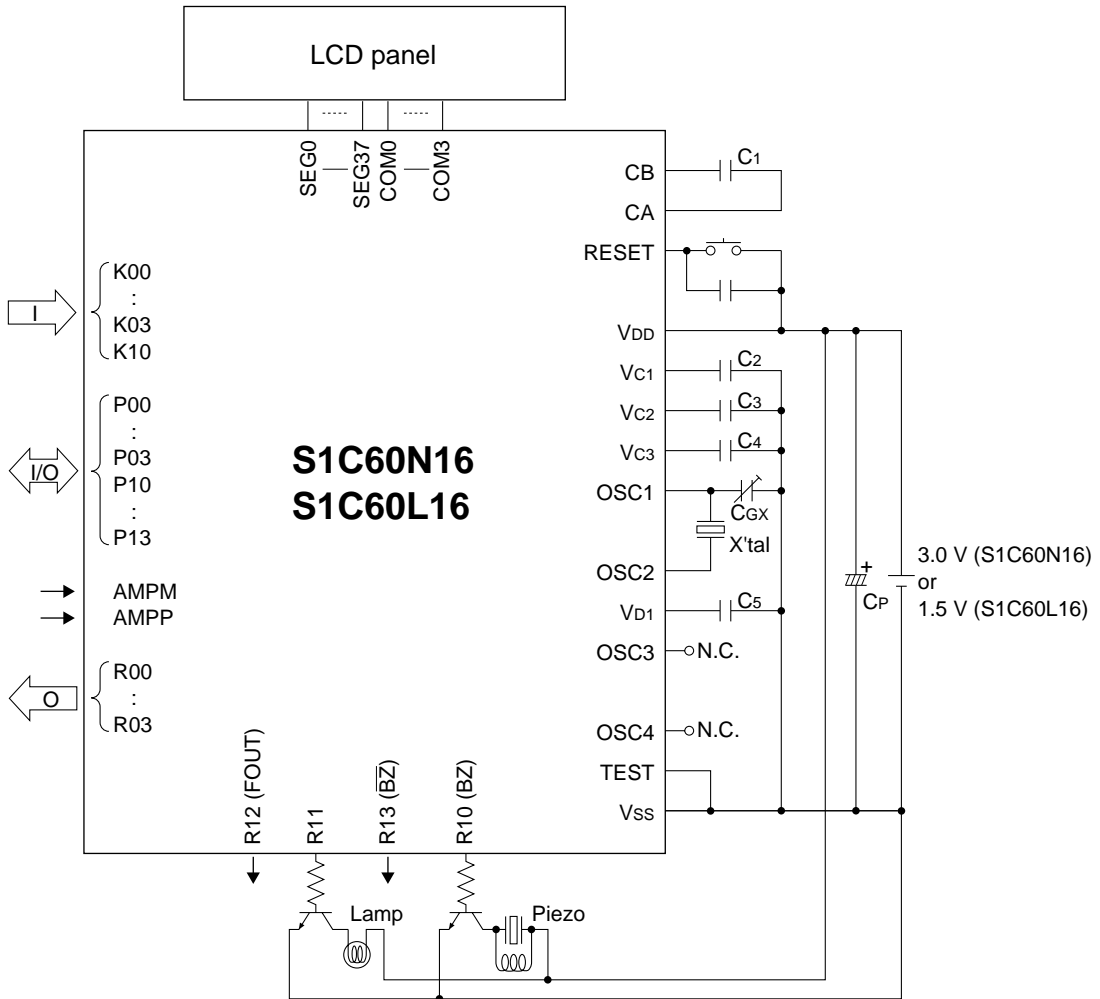 LCD panel
SEG0
SEG37
COM0
COM3
CB
C1
CA
RESET
VDD
VC1
C2
VC2
C3
VC3
C4
OSC1
CGX
X'tal
OSC2
VD1
C5
OSC3
N.C.
OSC4
N.C.
TEST
VSS
CP
+
3.0 V (S1C60N16)
or
1.5 V (S1C60L16)
I
K00
:
K03
K10
I/O
P00
:
P03
P10
:
P13
S1C60N16
S1C60L16
AMPM
AMPP
O
R00
:
R03
R12 (FOUT)
R11
R13 (B̅Z̅)
R10 (BZ)
Lamp
Piezo